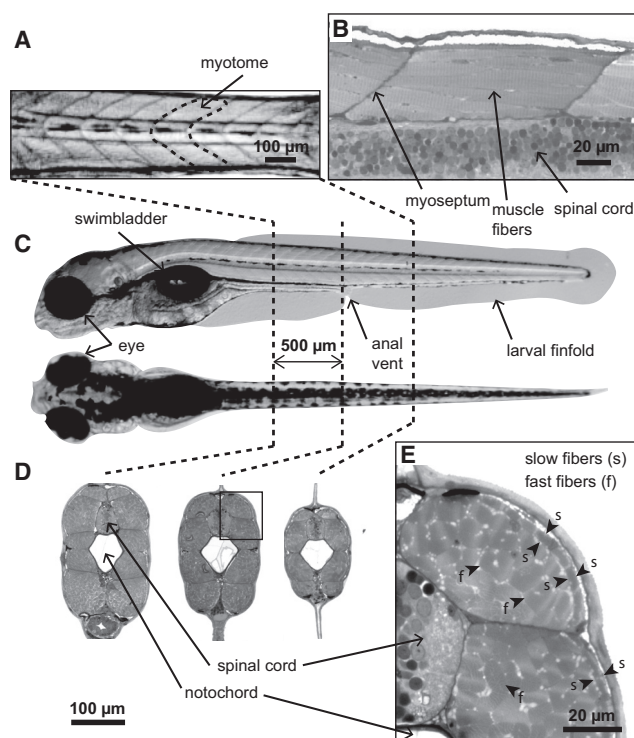 A
myotome
100 µm
B
20 µm
myoseptum
muscle
fibers
spinal cord
C
swimbladder
eye
500 µm
anal
vent
larval finfold
D
spinal cord
notochord
100 µm
E
slow fibers (s)
fast fibers (f)
s
s
s
s
f
f
s
s
f
20 µm